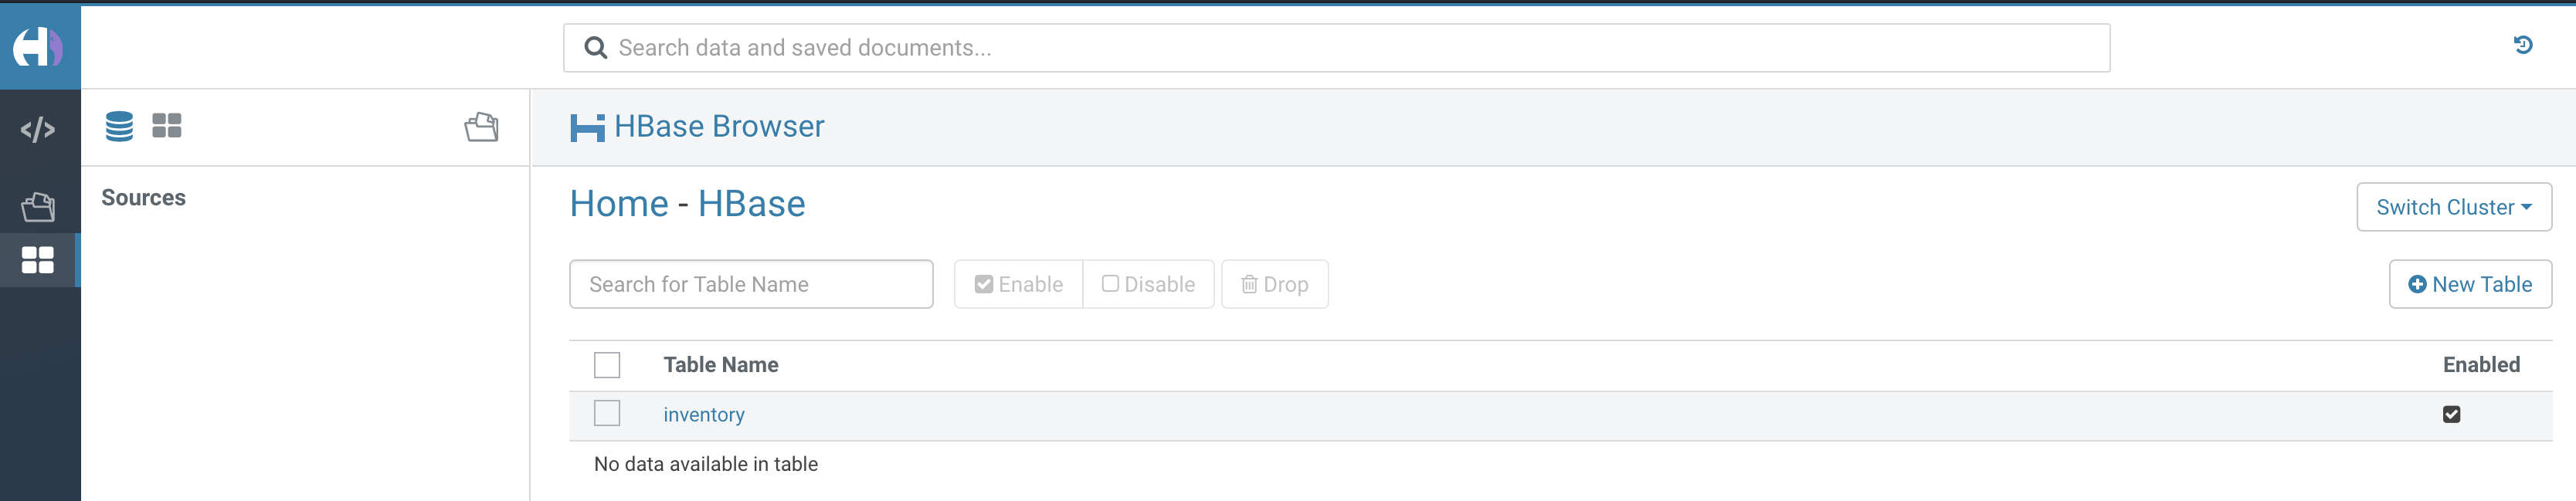 Search data and saved documents...
</>
HBase Browser
Sources
Home - HBase
Switch Cluster
Search for Table Name
Enable
Disable
Drop
New Table
Table Name
Enabled
inventory
No data available in table